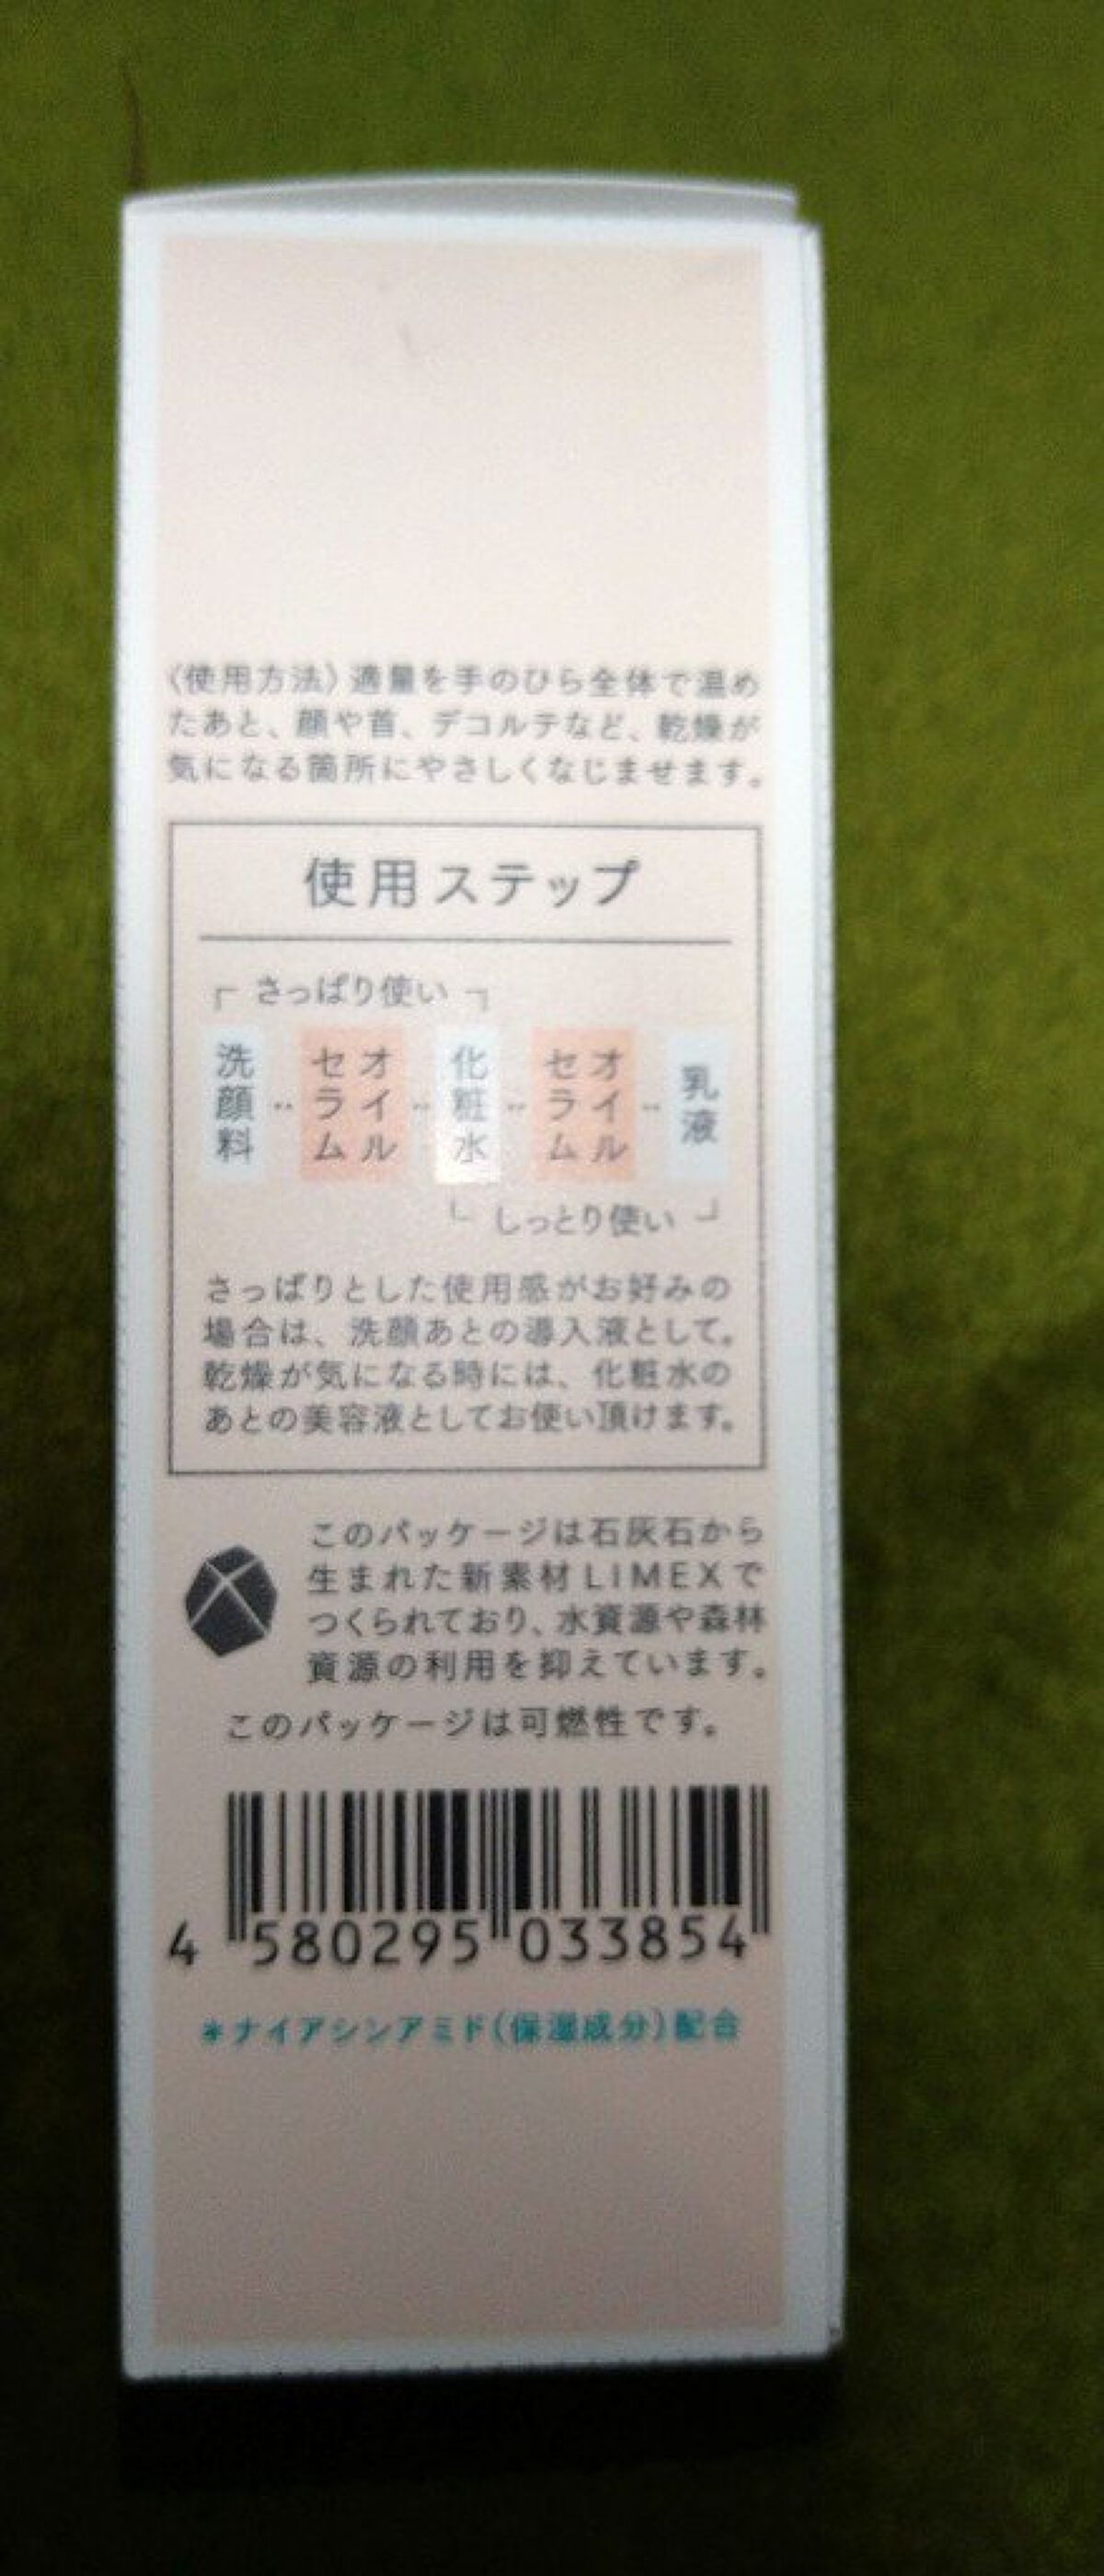 〈使用方法〉適量を手のひら全体で温め
たあと、顔や首、デコルテなど、乾燥が
気になる箇所にやさしくなじませます。
使用ステップ
さっぱり使い
洗顔料‥オイルセラム‥化粧水‥オイルセラム‥乳液
しっとり使い
さっぱりとした使用感がお好みの
場合は、洗顔あとの導入液として。
乾燥が気になる時には、化粧水の
あとの美容液としてお使い頂けます。
このパッケージは石灰石から
生まれた新素材LIMEXで
つくられており、水資源や森林
資源の利用を抑えています。
このパッケージは可燃性です。
4 580295 033854
*ナイアシンアミド(保湿成分)配合